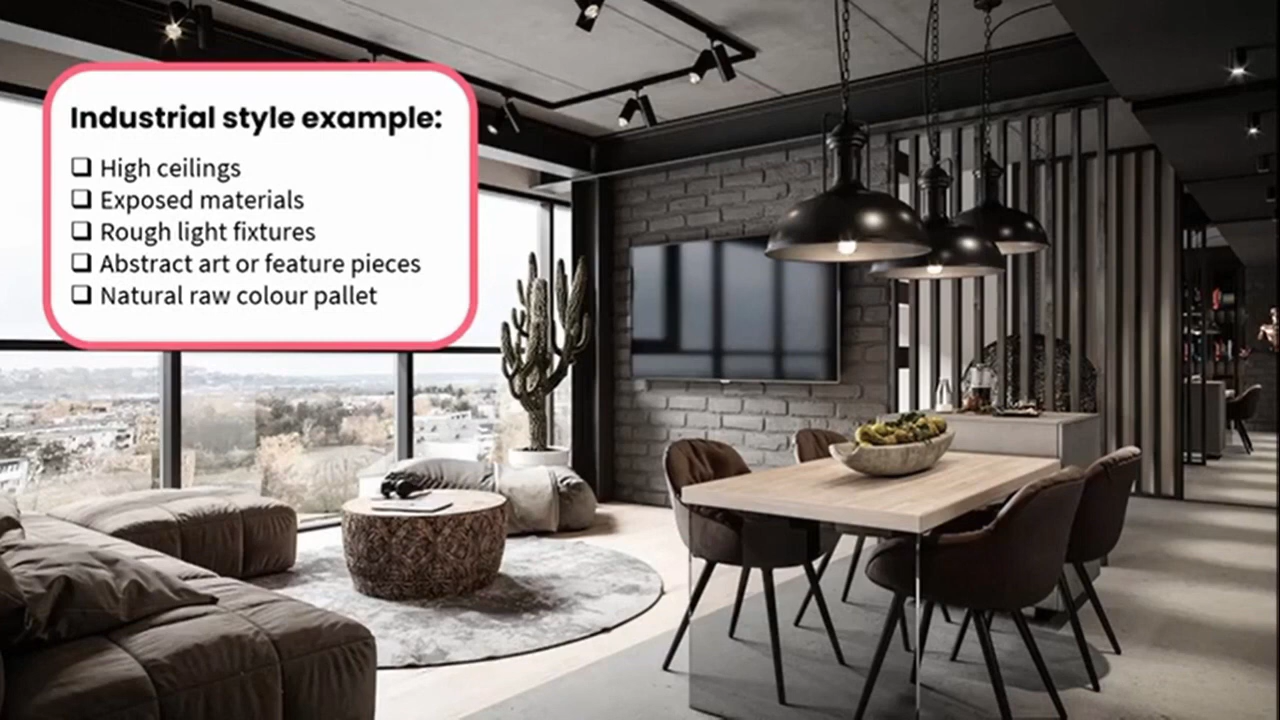 Industrial style example:
❑ High ceilings
❑ Exposed materials
❑ Rough light fixtures
❑ Abstract art or feature pieces
❑ Natural raw colour pallet